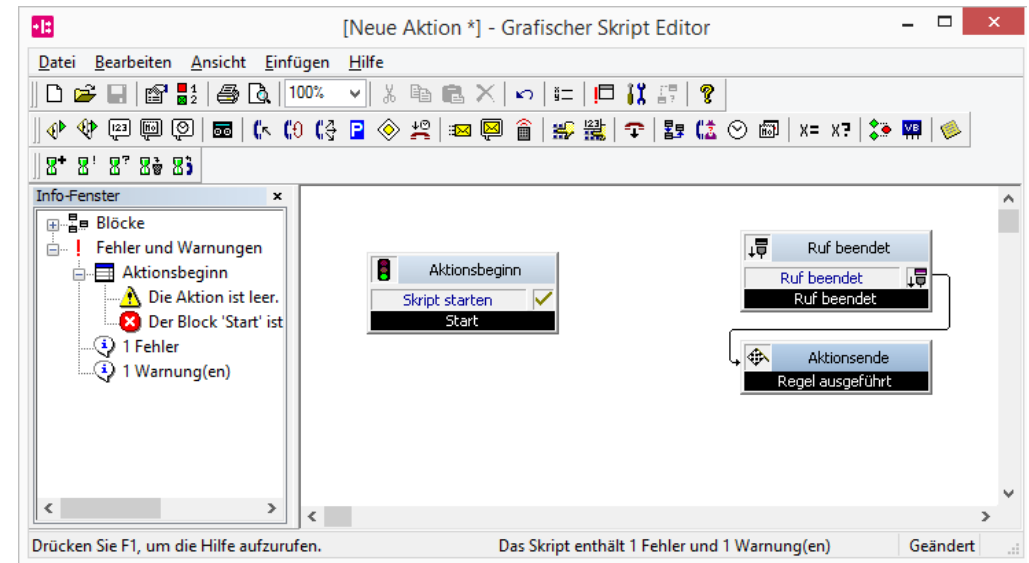 [Neue Aktion *] - Grafischer Skript Editor
Datei Bearbeiten Ansicht Einfügen Hilfe
100%
Info-Fenster
Blöcke
Fehler und Warnungen
Aktionsbeginn
Die Aktion ist leer.
Der Block 'Start' ist
1 Fehler
1 Warnung(en)
Aktionsbeginn
Skript starten
Start
Ruf beendet
Ruf beendet
Ruf beendet
Aktionsende
Regel ausgeführt
Drücken Sie F1, um die Hilfe aufzurufen. Das Skript enthält 1 Fehler und 1 Warnung(en) Geändert